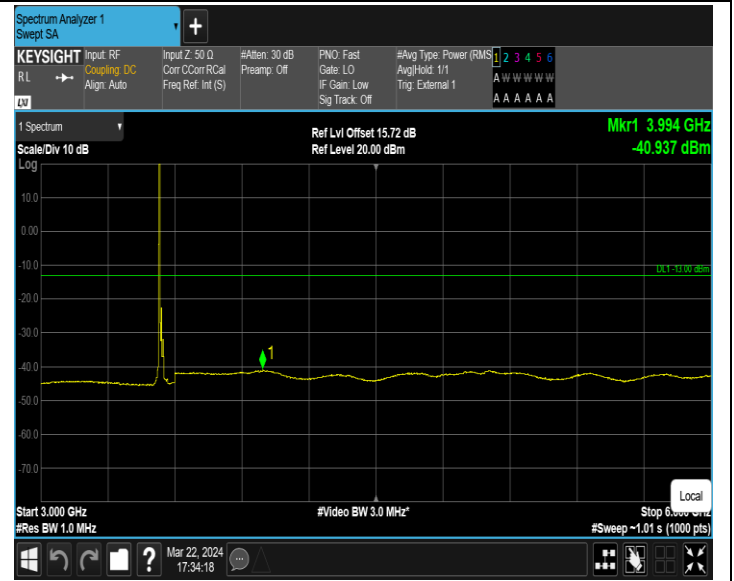 Spectrum Analyzer 1
Swept SA
+
KEYSIGHT Input: RF Input Z: 50 Ω #Atten: 30 dB PNO: Fast #Avg Type: Power (RMS 1 2 3 4 5 6
RL Coupling: DC Corr CCorr RCal Preamp: Off Gate: LO Avg|Hold: 1/1 A W W W W W
Align: Auto Freq Ref: Int (S) IF Gain: Low Trig: External 1
LXI Sig Track: Off A A A A A A
1 Spectrum Ref Lvl Offset 15.72 dB Mkr1 3.994 GHz
Scale/Div 10 dB Ref Level 20.00 dBm -40.937 dBm
Log
10.0
0.00
-10.0
DL1 -13.00 dBm
-20.0
-30.0
1
-40.0
-50.0
-60.0
-70.0
Local
Start 3.000 GHz #Video BW 3.0 MHz* Stop 6.000 GHz
#Res BW 1.0 MHz #Sweep ~1.01 s (1000 pts)
? Mar 22, 2024
17:34:18